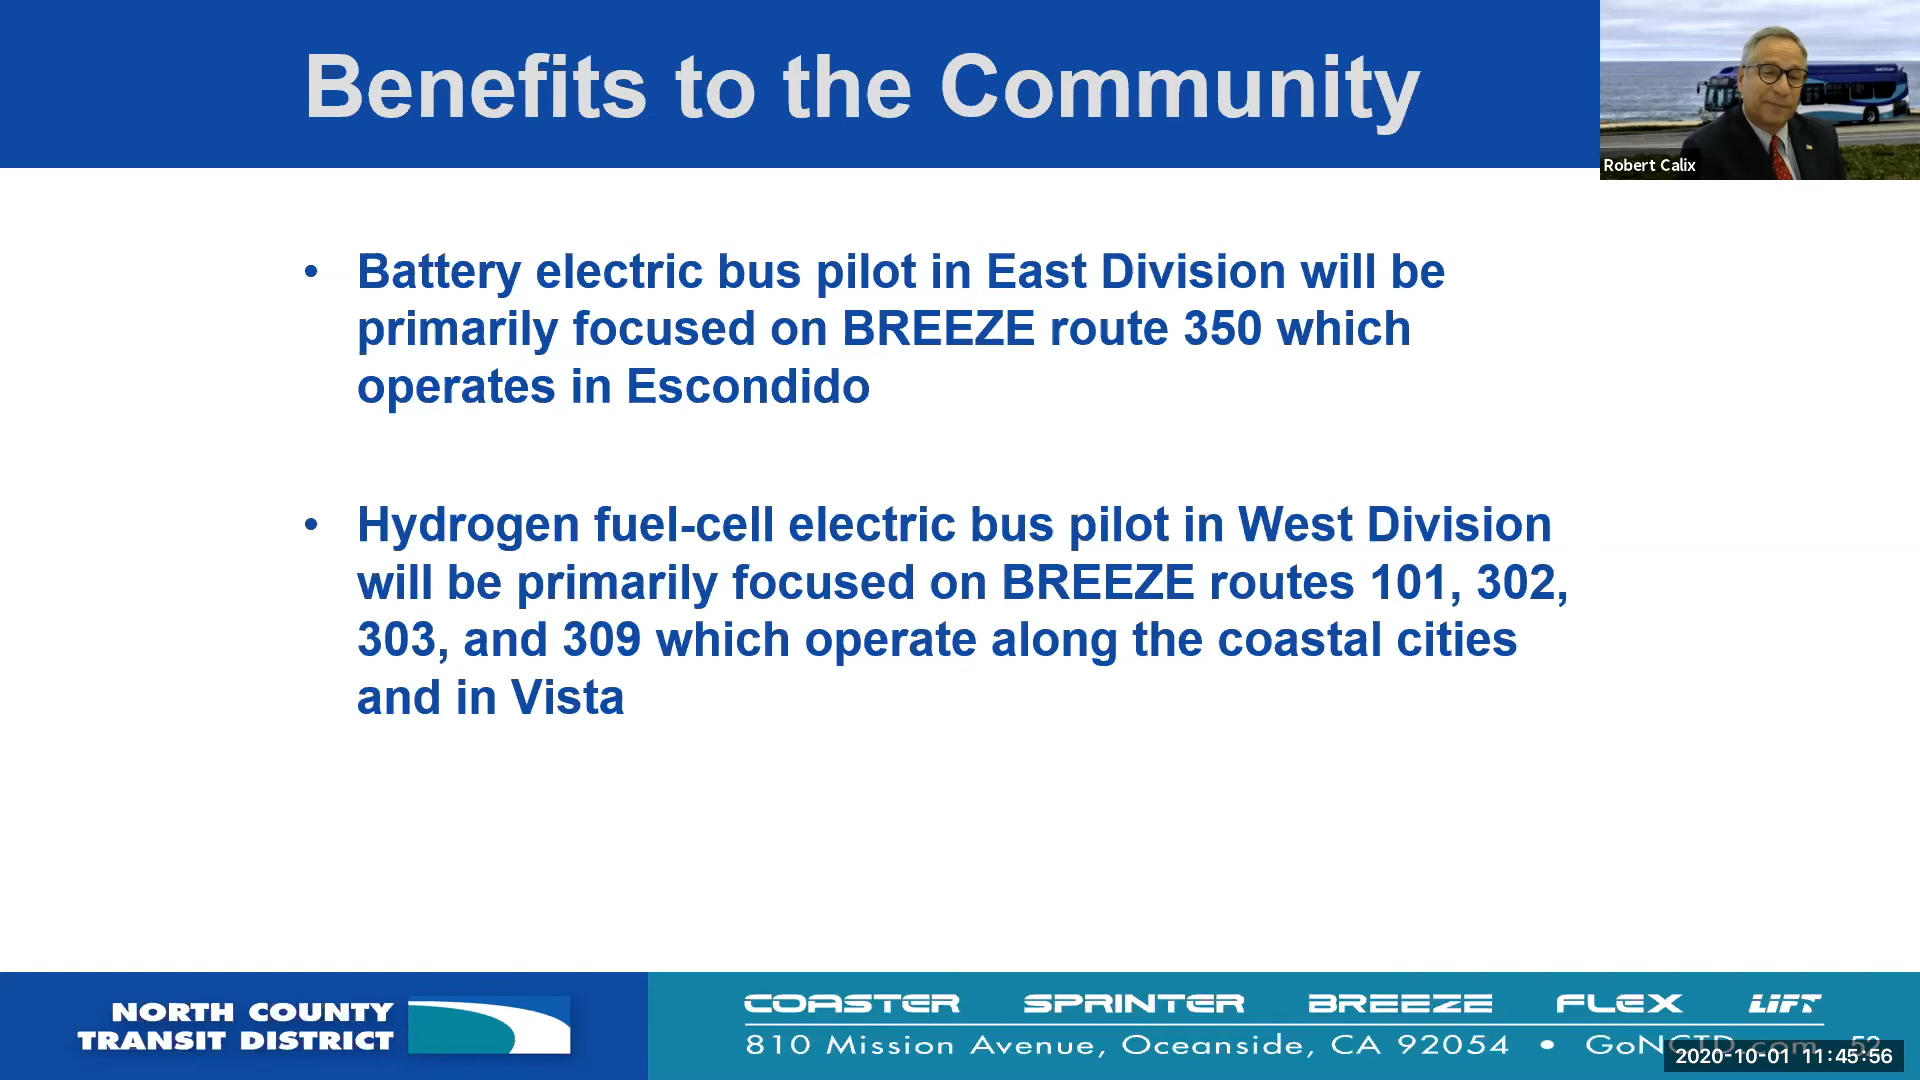 Benefits to the Community
Robert Calix
• Battery electric bus pilot in East Division will be
primarily focused on BREEZE route 350 which
operates in Escondido
• Hydrogen fuel-cell electric bus pilot in West Division
will be primarily focused on BREEZE routes 101, 302,
303, and 309 which operate along the coastal cities
and in Vista
NORTH COUNTY
TRANSIT DISTRICT
COASTER SPRINTER BREEZE FLEX LIFT
810 Mission Avenue, Oceanside, CA 92054 • GoNCTD.com
52
2020-10-01 11:45:56